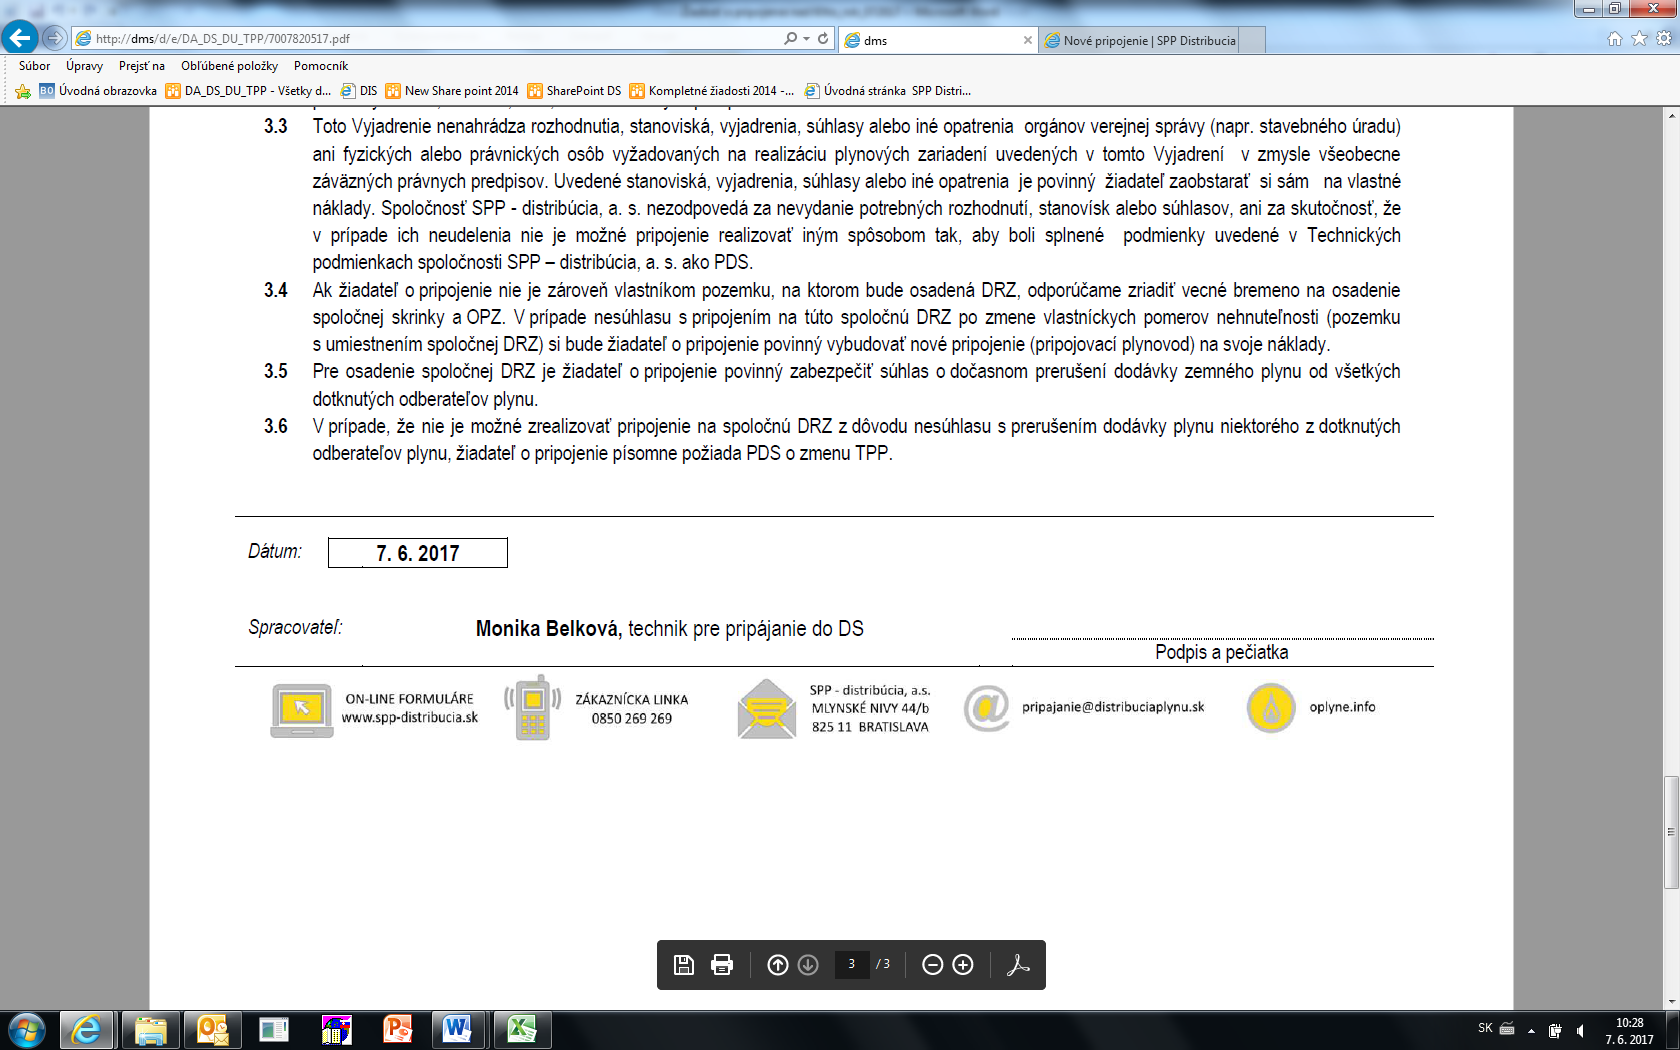 http://dms/d/e/DA_DS_DU_TPP/7007820517.pdf
dms
Nové pripojenie | SPP Distribucia
Súbor Úpravy Prejsť na Obľúbené položky Pomocník
Úvodná obrazovka DA_DS_DU_TPP - Všetky d... DIS New Share point 2014 SharePoint DS Kompletné žiadosti 2014 -... Úvodná stránka SPP Distri...
3.3 Toto Vyjadrenie nenahrádza rozhodnutia, stanoviská, vyjadrenia, súhlasy alebo iné opatrenia orgánov verejnej správy (napr. stavebného úradu)
ani fyzických alebo právnických osôb vyžadovaných na realizáciu plynových zariadení uvedených v tomto Vyjadrení v zmysle všeobecne
záväzných právnych predpisov. Uvedené stanoviská, vyjadrenia, súhlasy alebo iné opatrenia je povinný žiadateľ zaobstarať si sám na vlastné
náklady. Spoločnosť SPP - distribúcia, a. s. nezodpovedá za nevydanie potrebných rozhodnutí, stanovísk alebo súhlasov, ani za skutočnosť, že
v prípade ich neudelenia nie je možné pripojenie realizovať iným spôsobom tak, aby boli splnené podmienky uvedené v Technických
podmienkach spoločnosti SPP – distribúcia, a. s. ako PDS.
3.4 Ak žiadateľ o pripojenie nie je zároveň vlastníkom pozemku, na ktorom bude osadená DRZ, odporúčame zriadiť vecné bremeno na osadenie
spoločnej skrinky a OPZ. V prípade nesúhlasu s pripojením na túto spoločnú DRZ po zmene vlastníckych pomerov nehnuteľnosti (pozemku
s umiestnením spoločnej DRZ) si bude žiadateľ o pripojenie povinný vybudovať nové pripojenie (pripojovací plynovod) na svoje náklady.
3.5 Pre osadenie spoločnej DRZ je žiadateľ o pripojenie povinný zabezpečiť súhlas o dočasnom prerušení dodávky zemného plynu od všetkých
dotknutých odberateľov plynu.
3.6 V prípade, že nie je možné zrealizovať pripojenie na spoločnú DRZ z dôvodu nesúhlasu s prerušením dodávky plynu niektorého z dotknutých
odberateľov plynu, žiadateľ o pripojenie písomne požiada PDS o zmenu TPP.
Dátum: 7. 6. 2017
Spracovateľ: Monika Belková, technik pre pripájanie do DS
Podpis a pečiatka
ON-LINE FORMULÁRE
www.spp-distribucia.sk
ZÁKAZNÍCKA LINKA
0850 269 269
SPP - distribúcia, a.s.
MLYNSKÉ NIVY 44/b
825 11 BRATISLAVA
pripajanie@distribuciaplynu.sk
oplyne.info
3 / 3
SK
10:28
7. 6. 2017